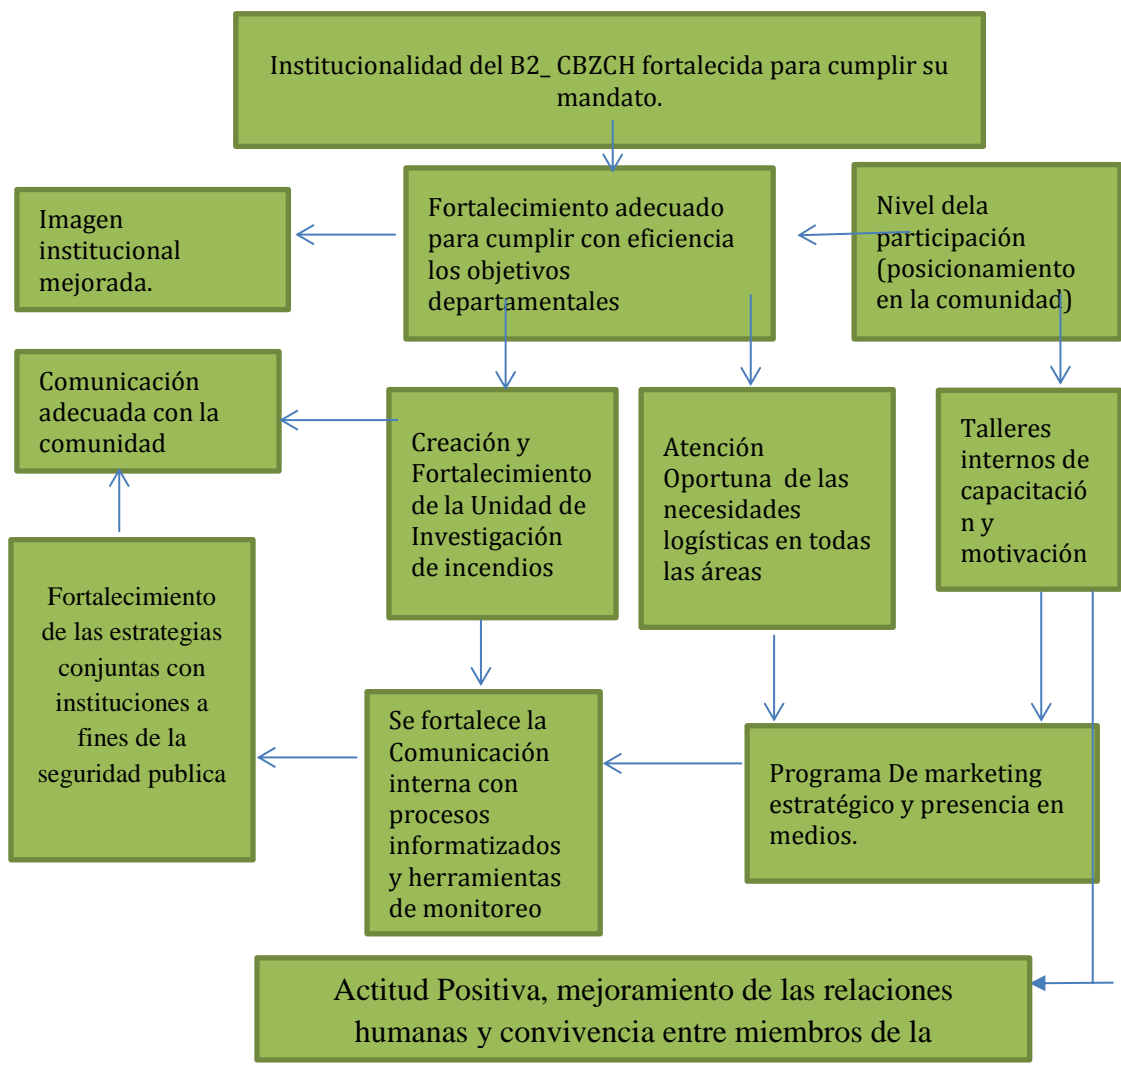 Institucionalidad del B2_ CBZCH fortalecida para cumplir su
mandato.
Imagen
institucional
mejorada.
Fortalecimiento adecuado
para cumplir con eficiencia
los objetivos
departamentales
Nivel dela
participación
(posicionamiento
en la comunidad)
Comunicación
adecuada con la
comunidad
Creación y
Fortalecimiento
de la Unidad de
Investigación
de incendios
Atención
Oportuna de las
necesidades
logísticas en todas
las áreas
Talleres
internos de
capacitació
n y
motivación
Fortalecimiento
de las estrategias
conjuntas con
instituciones a
fines de la
seguridad publica
Se fortalece la
Comunicación
interna con
procesos
informatizados
y herramientas
de monitoreo
Programa De marketing
estratégico y presencia en
medios.
Actitud Positiva, mejoramiento de las relaciones
humanas y convivencia entre miembros de la